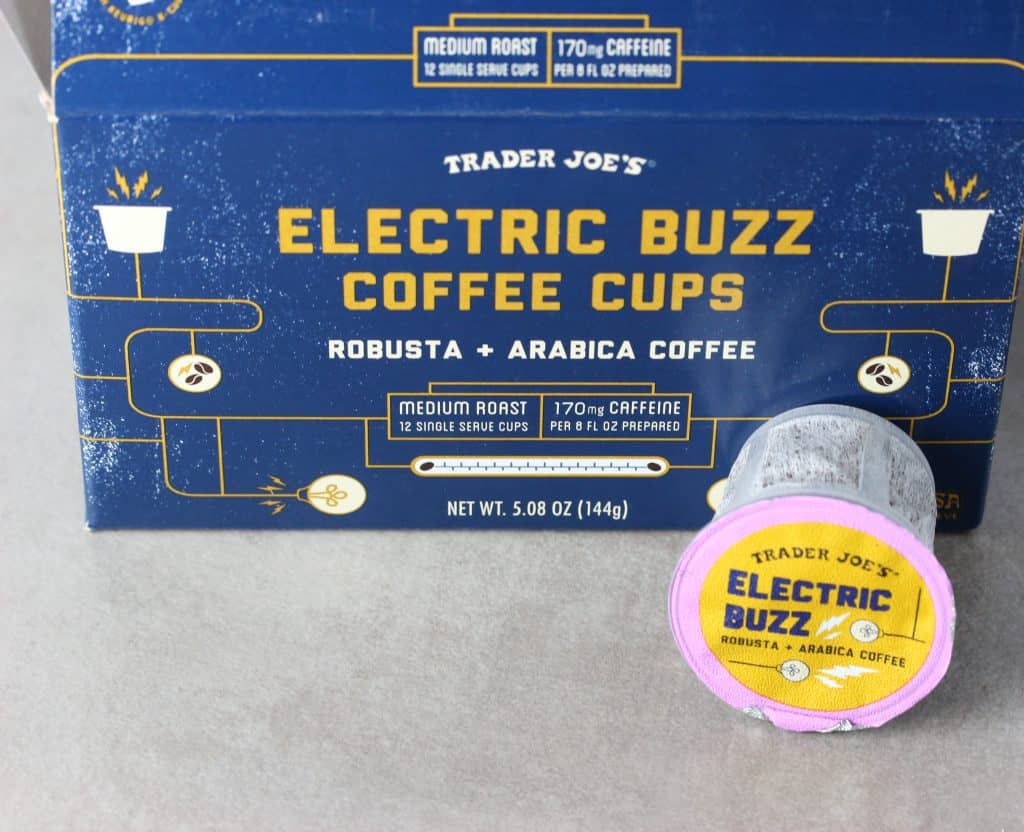 MEDIUM ROAST
12 SINGLE SERVE CUPS
170mg CAFFEINE
PER 8 FL OZ PREPARED
TRADER JOE'S
ELECTRIC BUZZ
COFFEE CUPS
ROBUSTA + ARABICA COFFEE
MEDIUM ROAST
12 SINGLE SERVE CUPS
170mg CAFFEINE
PER 8 FL OZ PREPARED
NET WT. 5.08 OZ (144g)
TRADER JOE'S
ELECTRIC
BUZZ
ROBUSTA + ARABICA COFFEE